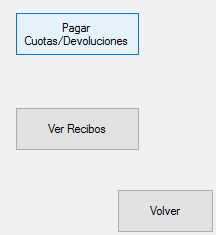 Pagar
Cuotas/Devoluciones
Ver Recibos
Volver